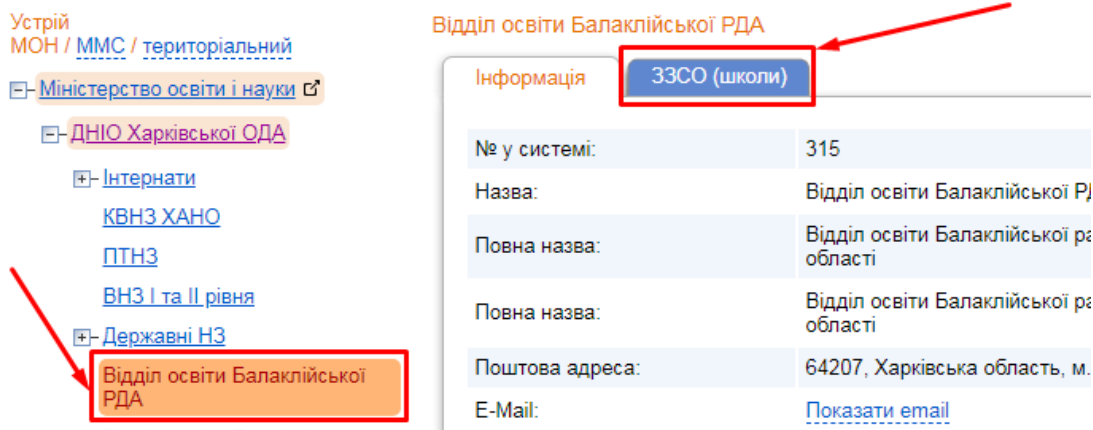 Устрій
МОН / ММС / територіальний
Міністерство освіти і науки
ДНІО Харківської ОДА
Інтернати
КВНЗ ХАНО
ПТНЗ
ВНЗ І та ІІ рівня
Державні НЗ
Відділ освіти Балаклійської
РДА
Відділ освіти Балаклійської РДА
Інформація
ЗЗСО (школи)
№ у системі: 315
Назва: Відділ освіти Балаклійської
Повна назва: Відділ освіти Балаклійської
області
Повна назва: Відділ освіти Балаклійської
області
Поштова адреса: 64207, Харківська область, м.
E-Mail: Показати email